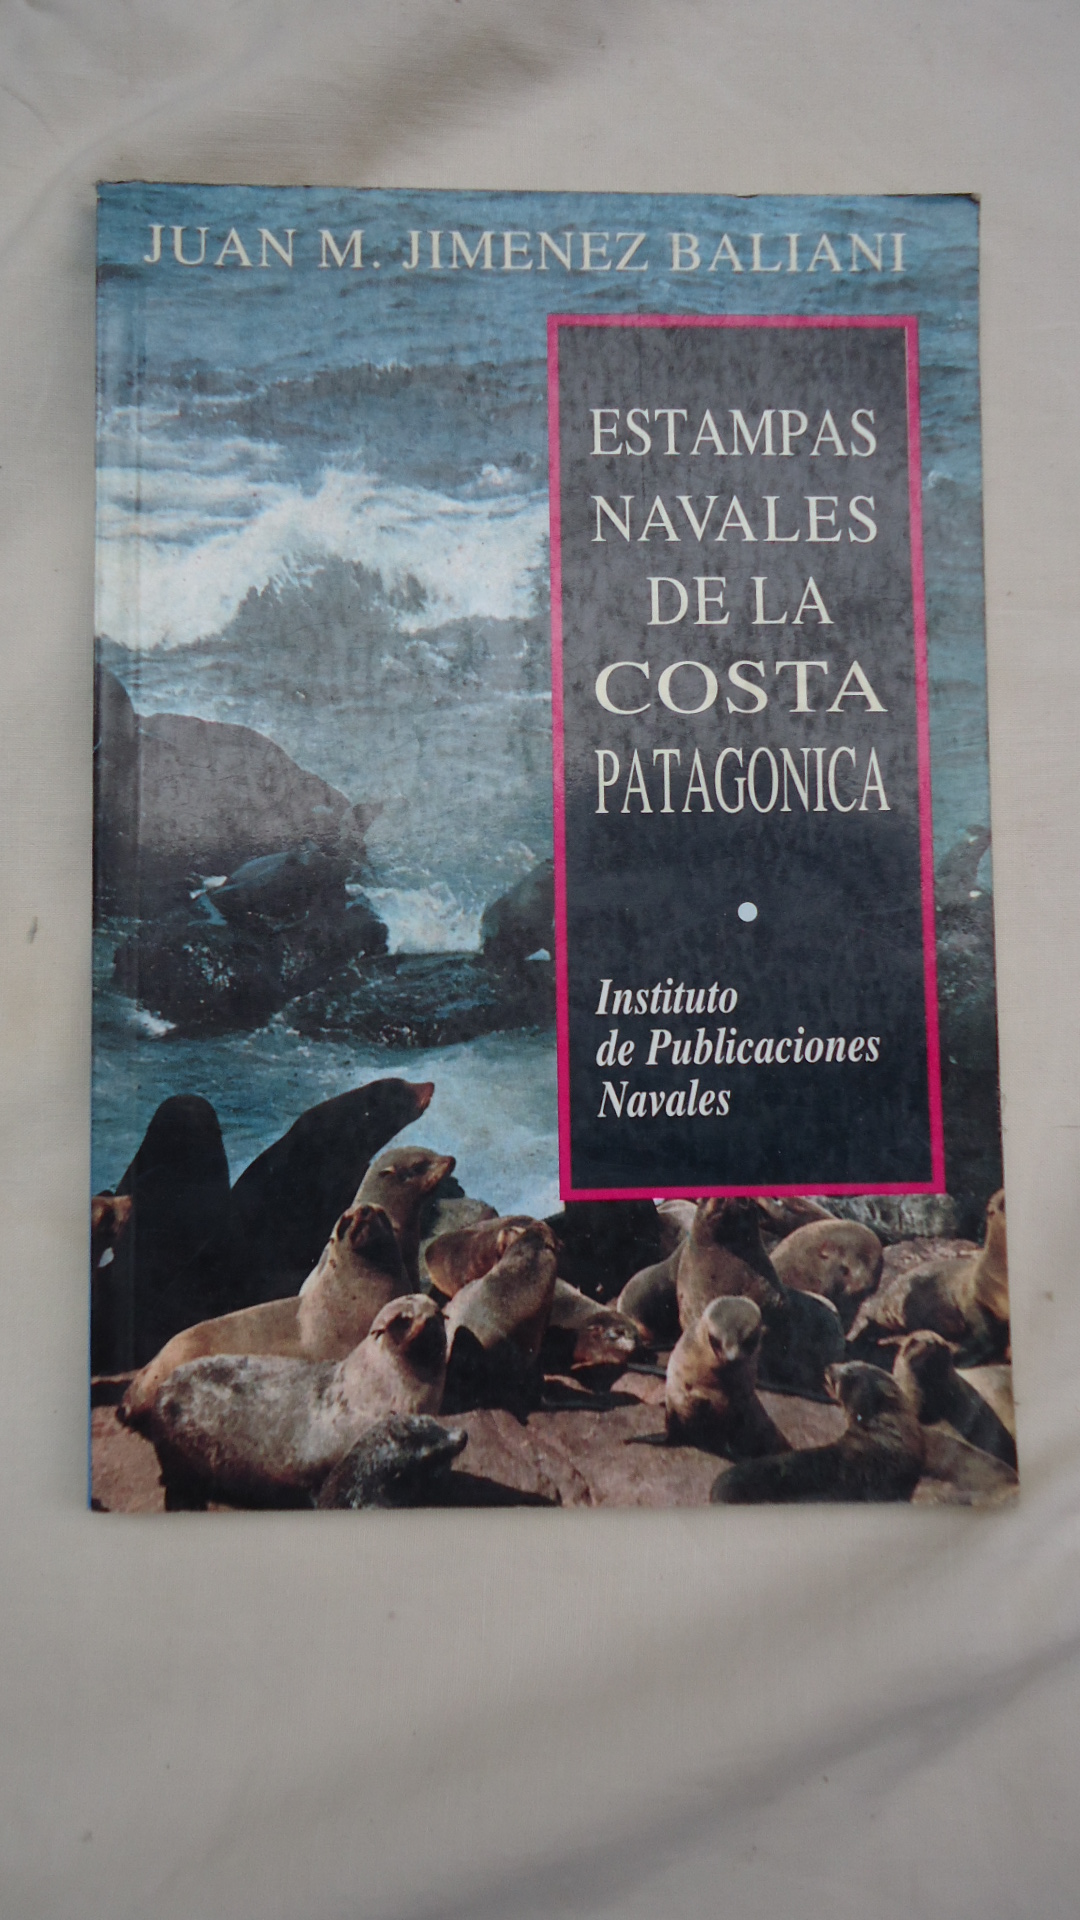 JUAN M. JIMENEZ BALIANI
ESTAMPAS
NAVALES
DE LA
COSTA
PATAGONICA
Instituto
de Publicaciones
Navales